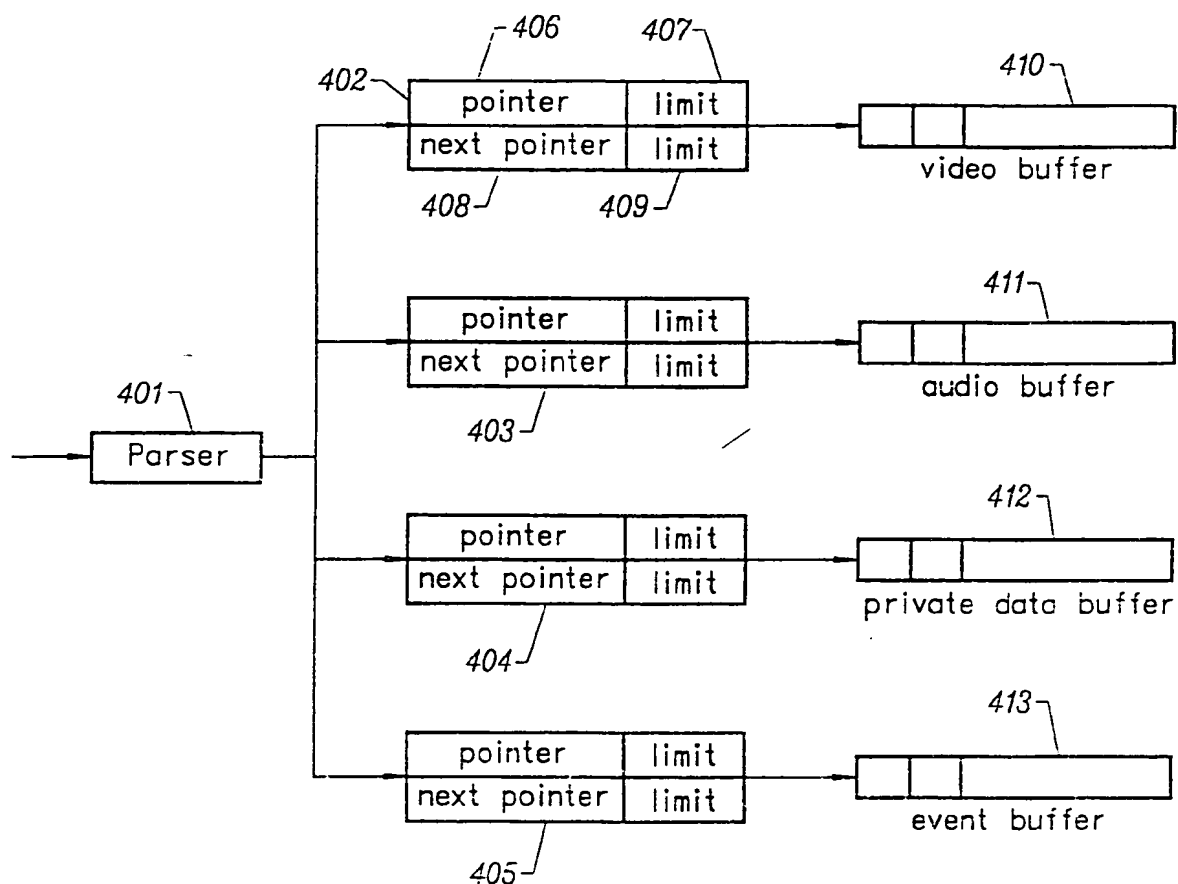 406
407
402
410
pointer limit
next pointer limit
video buffer
408
409
411
pointer limit
next pointer limit
audio buffer
401
403
Parser
412
pointer limit
next pointer limit
private data buffer
404
413
pointer limit
next pointer limit
event buffer
405